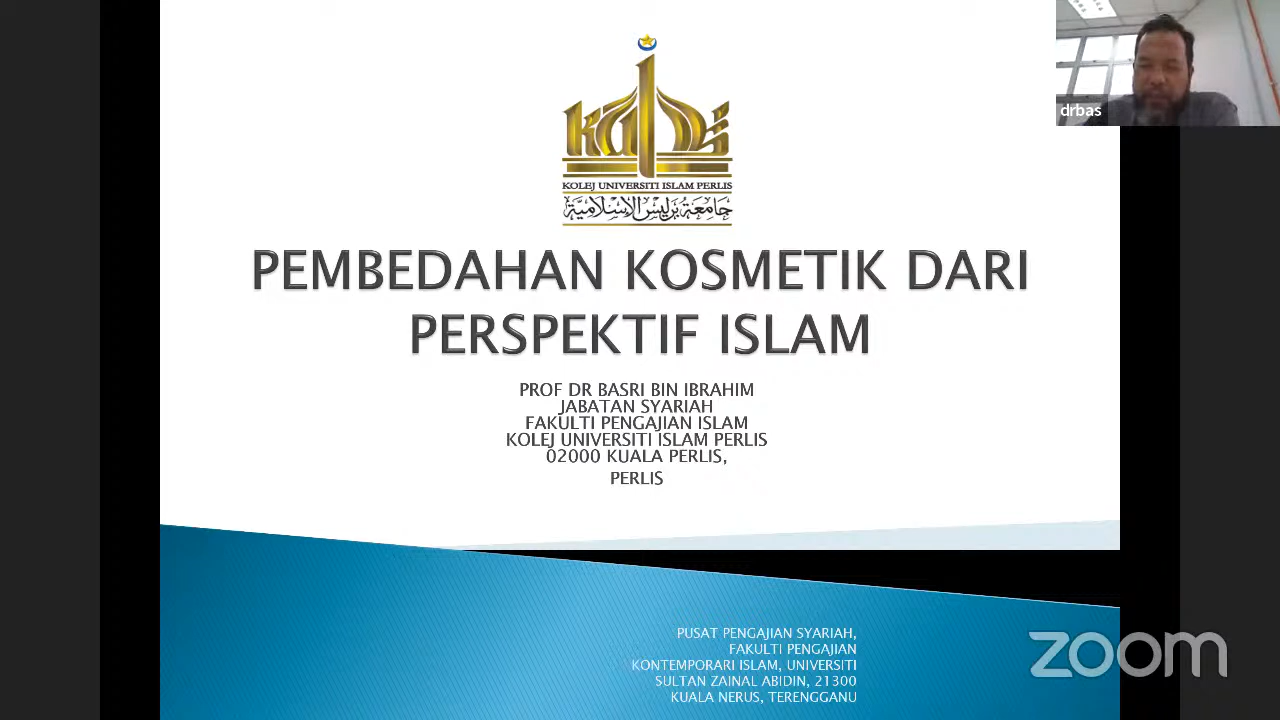 drbas
KUIPs
KOLEJ UNIVERSITI ISLAM PERLIS
جامعة برليس الإسلامية
PEMBEDAHAN KOSMETIK DARI
PERSPEKTIF ISLAM
PROF DR BASRI BIN IBRAHIM
JABATAN SYARIAH
FAKULTI PENGAJIAN ISLAM
KOLEJ UNIVERSITI ISLAM PERLIS
02000 KUALA PERLIS,
PERLIS
PUSAT PENGAJIAN SYARIAH,
FAKULTI PENGAJIAN
KONTEMPORARI ISLAM, UNIVERSITI
SULTAN ZAINAL ABIDIN, 21300
KUALA NERUS, TERENGGANU
zoom